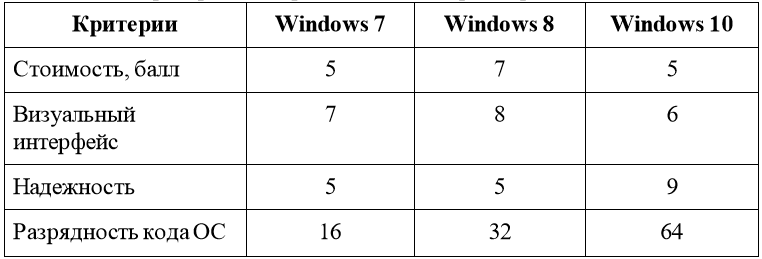 Критерии Windows 7 Windows 8 Windows 10
Стоимость, балл 5 7 5
Визуальный интерфейс 7 8 6
Надежность 5 5 9
Разрядность кода ОС 16 32 64